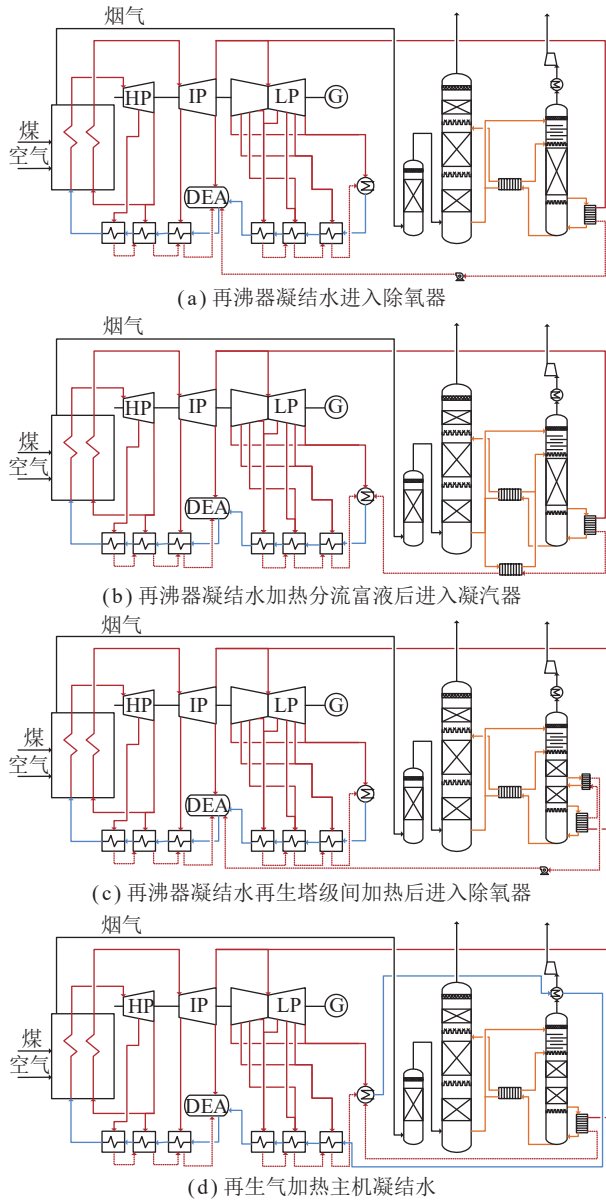 烟气
HP
IP
LP
G
煤
空气
DEA
(a) 再沸器凝结水进入除氧器
烟气
HP
IP
LP
G
煤
空气
DEA
(b) 再沸器凝结水加热分流富液后进入凝汽器
烟气
HP
IP
LP
G
煤
空气
DEA
(c) 再沸器凝结水再生塔级间加热后进入除氧器
烟气
HP
IP
LP
G
煤
空气
DEA
(d) 再生气加热主机凝结水